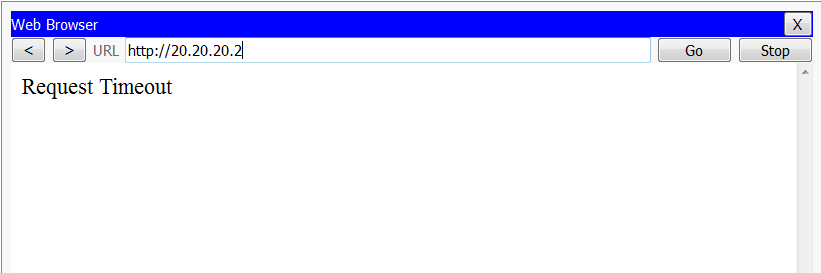 Web Browser X
< > URL http://20.20.20.2 Go Stop
Request Timeout